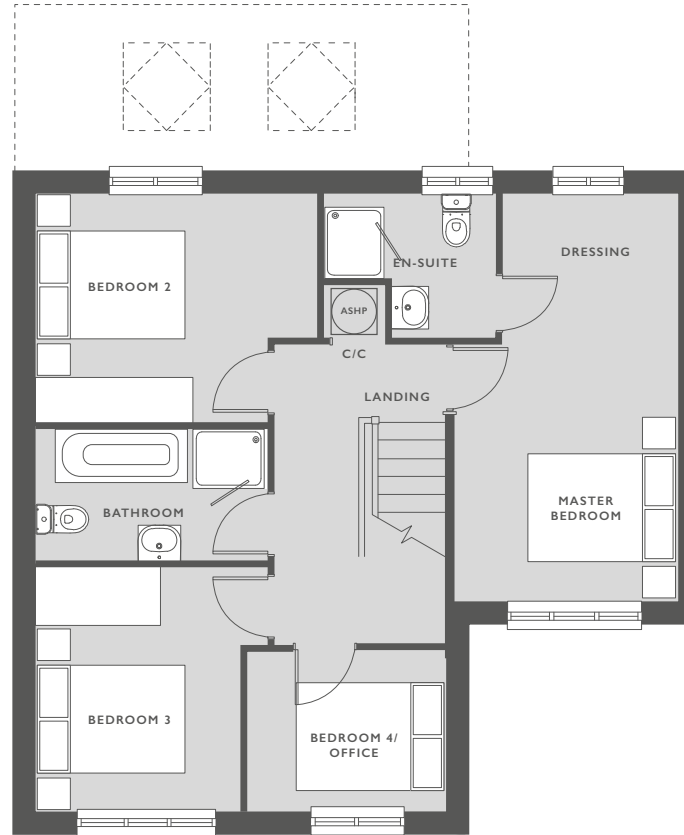 BEDROOM 2
EN-SUITE
DRESSING
ASHP
C/C
LANDING
BATHROOM
MASTER
BEDROOM
BEDROOM 3
BEDROOM 4/
OFFICE